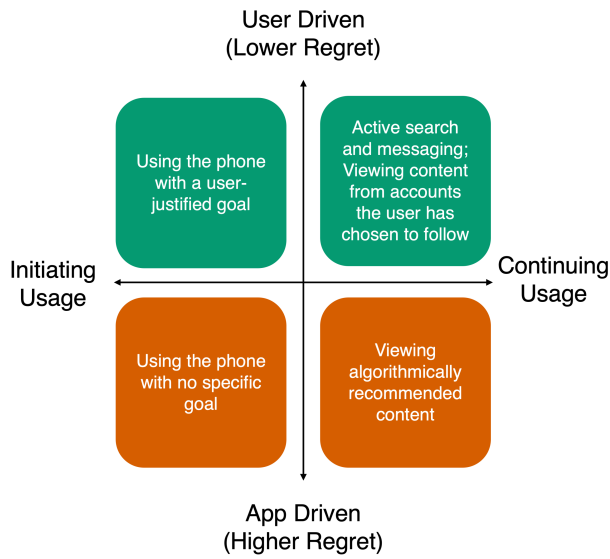 User Driven
(Lower Regret)
Using the phone
with a user-
justified goal
Active search
and messaging;
Viewing content
from accounts
the user has
chosen to follow
Initiating
Usage
Continuing
Usage
Using the phone
with no specific
goal
Viewing
algorithmically
recommended
content
App Driven
(Higher Regret)